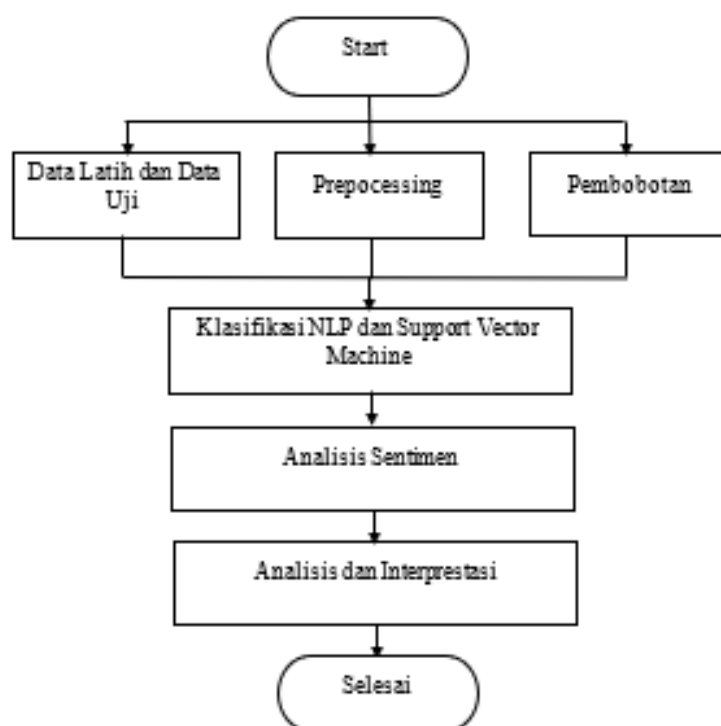 Start
Data Latih dan Data
Uji
Prepocessing
Pembobotan
Klasifikasi NLP dan Support Vector
Machine
Analisis Sentimen
Analisis dan Interprestasi
Selesai